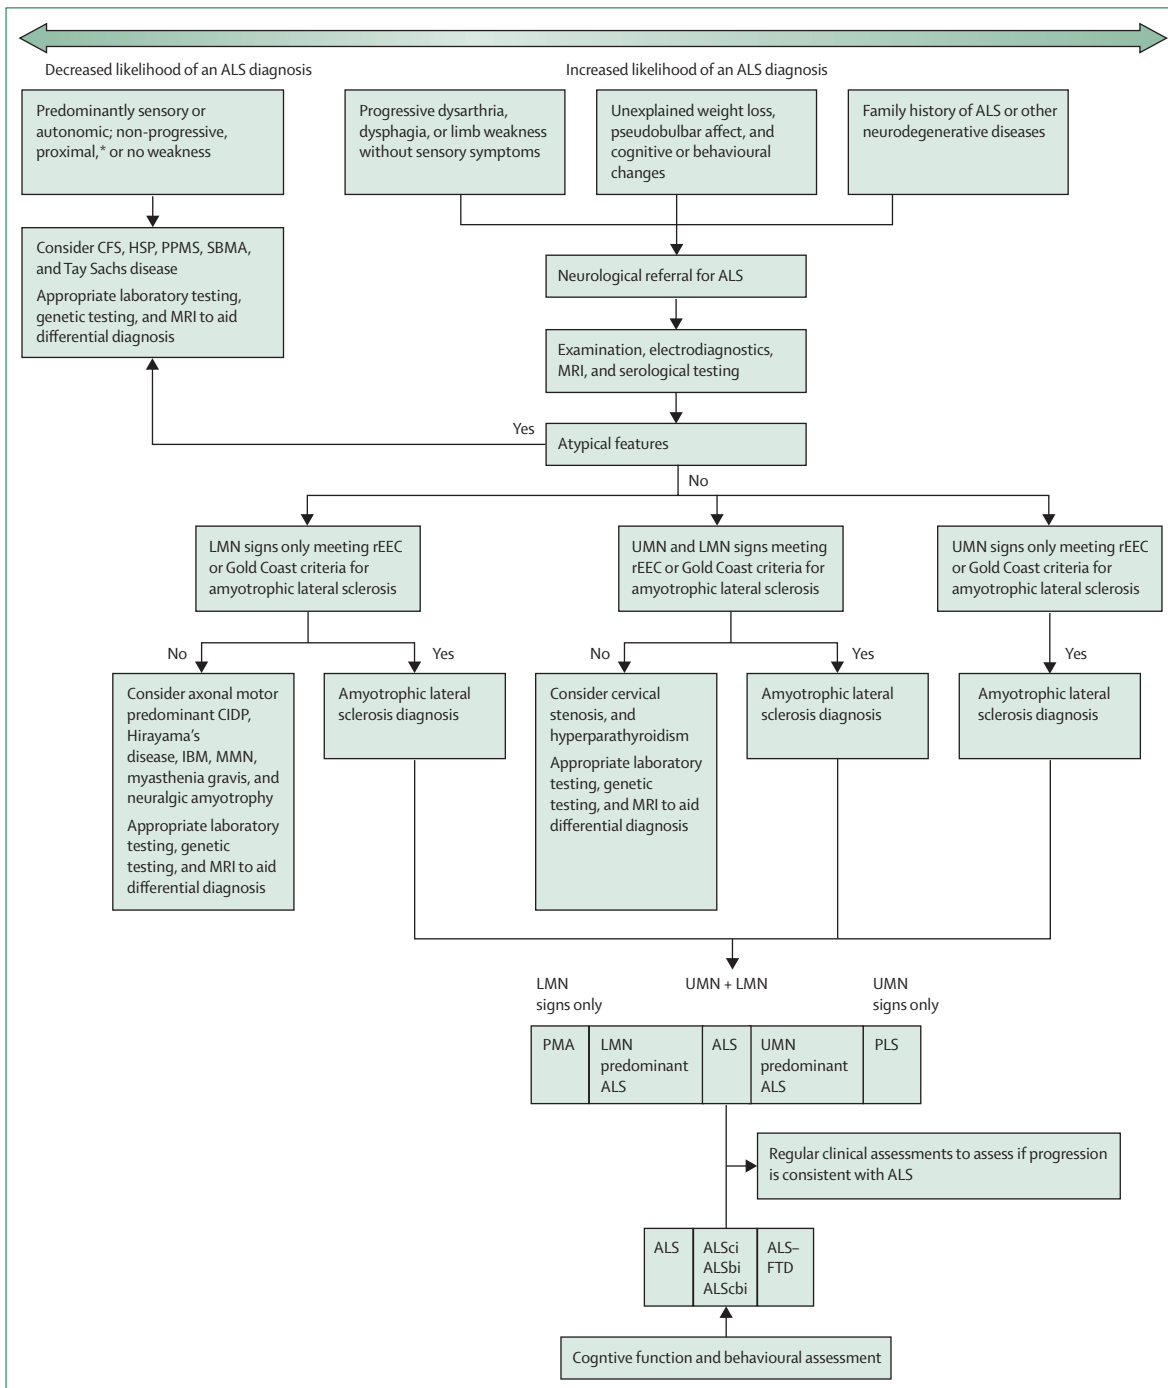 Decreased likelihood of an ALS diagnosis
Increased likelihood of an ALS diagnosis
Predominantly sensory or
autonomic; non-progressive,
proximal,* or no weakness
Progressive dysarthria,
dysphagia, or limb weakness
without sensory symptoms
Unexplained weight loss,
pseudobulbar affect, and
cognitive or behavioural
changes
Family history of ALS or other
neurodegenerative diseases
Consider CFS, HSP, PPMS, SBMA,
and Tay Sachs disease
Appropriate laboratory testing,
genetic testing, and MRI to aid
differential diagnosis
Neurological referral for ALS
Examination, electrodiagnostics,
MRI, and serological testing
Yes
Atypical features
No
LMN signs only meeting rEEC
or Gold Coast criteria for
amyotrophic lateral sclerosis
UMN and LMN signs meeting
rEEC or Gold Coast criteria for
amyotrophic lateral sclerosis
UMN signs only meeting rEEC
or Gold Coast criteria for
amyotrophic lateral sclerosis
No
Yes
No
Yes
Yes
Consider axonal motor
predominant CIDP,
Hirayama's
disease, IBM, MMN,
myasthenia gravis, and
neuralgic amyotrophy
Appropriate laboratory
testing, genetic
testing, and MRI to aid
differential diagnosis
Amyotrophic lateral
sclerosis diagnosis
Consider cervical
stenosis, and
hyperparathyroidism
Appropriate laboratory
testing, genetic
testing, and MRI to aid
differential diagnosis
Amyotrophic lateral
sclerosis diagnosis
Amyotrophic lateral
sclerosis diagnosis
LMN
signs only
UMN + LMN
UMN
signs only
PMA
LMN
predominant
ALS
ALS
UMN
predominant
ALS
PLS
Regular clinical assessments to assess if progression
is consistent with ALS
ALS
ALSci
ALSbi
ALScbi
ALS–
FTD
Cogntive function and behavioural assessment